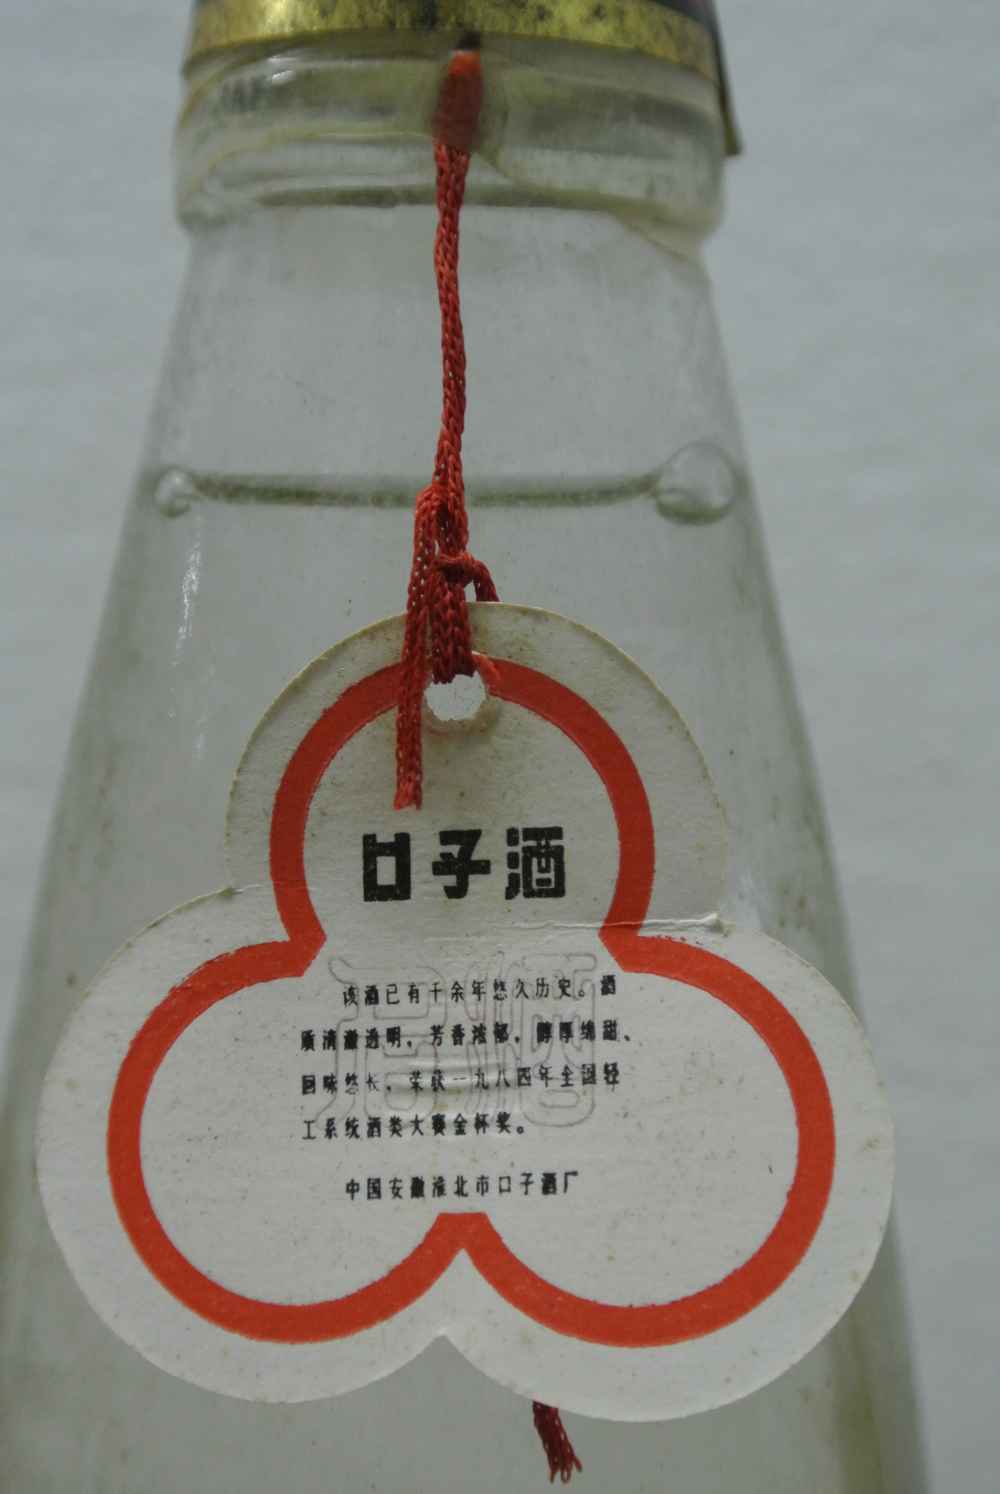 口子酒
该酒已有千余年悠久历史。酒
质清澈透明，芳香浓郁，醇厚绵甜、
回味悠长，荣获一九八四年全国轻
工系统酒类大赛金杯奖。
中国安徽淮北市口子酒厂